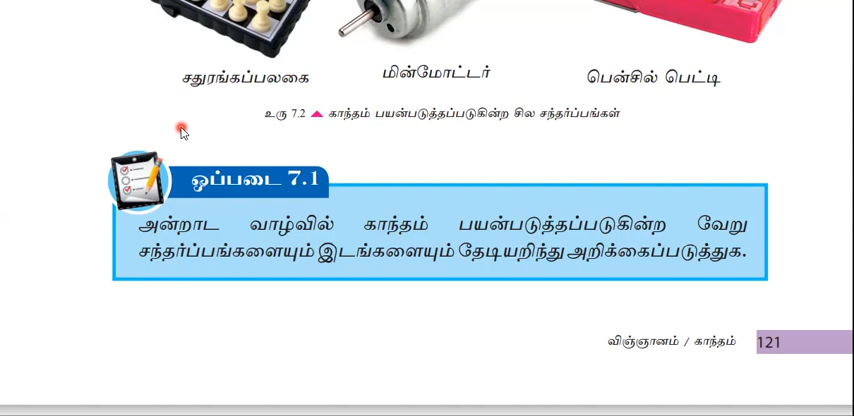 சதுரங்கப்பலகை
மின்மோட்டர்
பென்சில் பெட்டி
உரு 7.2 ▲ காந்தம் பயன்படுத்தப்படுகின்ற சில சந்தர்ப்பங்கள்
ஒப்படை 7.1
அன்றாட வாழ்வில் காந்தம் பயன்படுத்தப்படுகின்ற வேறு
சந்தர்ப்பங்களையும் இடங்களையும் தேடியறிந்து அறிக்கைப்படுத்துக.
விஞ்ஞானம் / காந்தம் 121